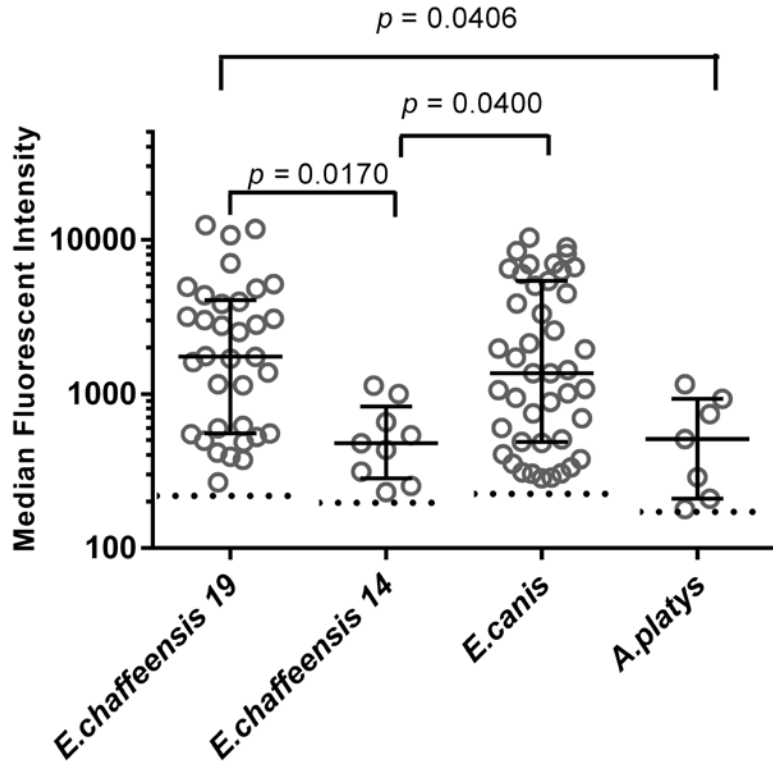 p = 0.0406
p = 0.0400
p = 0.0170
Median Fluorescent Intensity
10000
1000
100
E.chaffeensis 19
E.chaffeensis 14
E.canis
A.platys